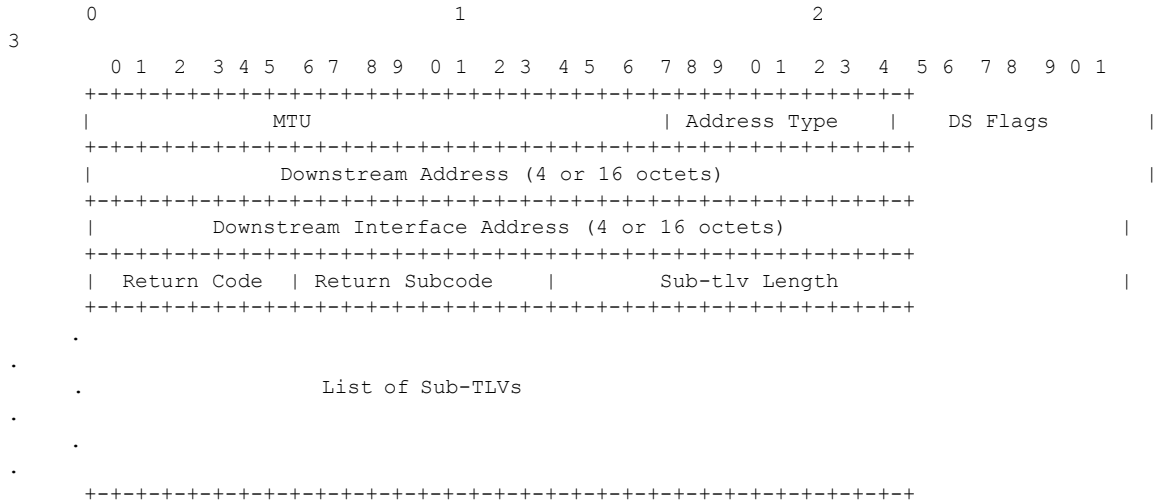 0 1 2
3
0 1 2 3 4 5 6 7 8 9 0 1 2 3 4 5 6 7 8 9 0 1 2 3 4 5 6 7 8 9 0 1
+-+-+-+-+-+-+-+-+-+-+-+-+-+-+-+-+-+-+-+-+-+-+-+-+-+-+-+-+-+-+-+-+
| MTU | Address Type | DS Flags |
+-+-+-+-+-+-+-+-+-+-+-+-+-+-+-+-+-+-+-+-+-+-+-+-+-+-+-+-+-+-+-+-+
| Downstream Address (4 or 16 octets) |
+-+-+-+-+-+-+-+-+-+-+-+-+-+-+-+-+-+-+-+-+-+-+-+-+-+-+-+-+-+-+-+-+
| Downstream Interface Address (4 or 16 octets) |
+-+-+-+-+-+-+-+-+-+-+-+-+-+-+-+-+-+-+-+-+-+-+-+-+-+-+-+-+-+-+-+-+
| Return Code | Return Subcode | Sub-tlv Length |
+-+-+-+-+-+-+-+-+-+-+-+-+-+-+-+-+-+-+-+-+-+-+-+-+-+-+-+-+-+-+-+-+
.
.
. List of Sub-TLVs
.
.
.
+-+-+-+-+-+-+-+-+-+-+-+-+-+-+-+-+-+-+-+-+-+-+-+-+-+-+-+-+-+-+-+-+